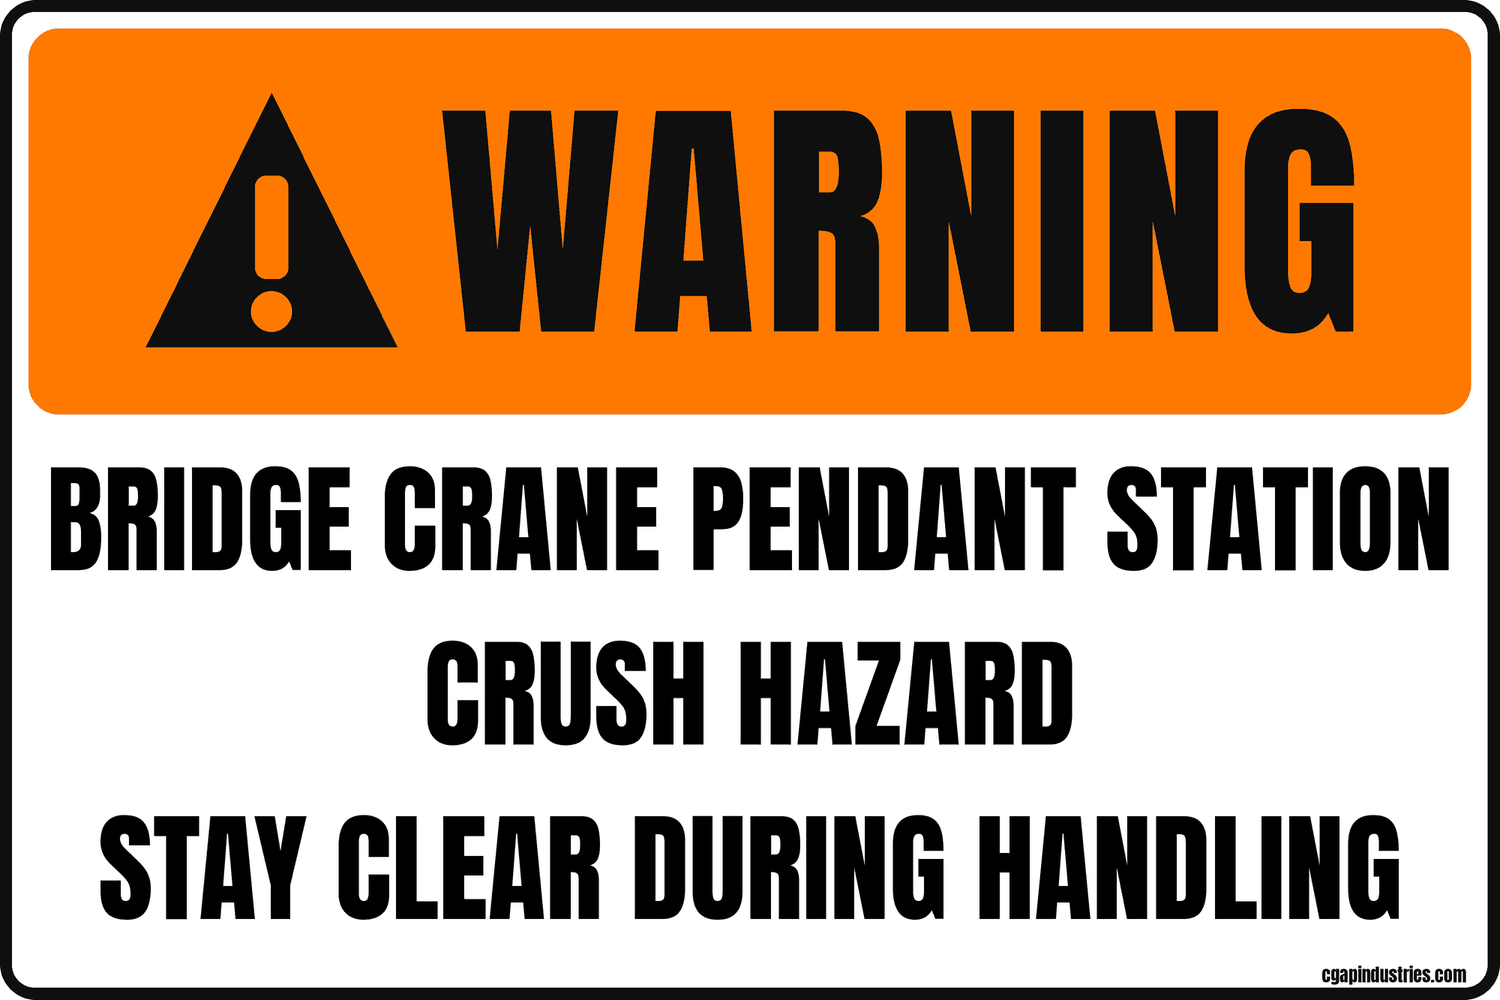 WARNING
BRIDGE CRANE PENDANT STATION
CRUSH HAZARD
STAY CLEAR DURING HANDLING
cgapindustries.com